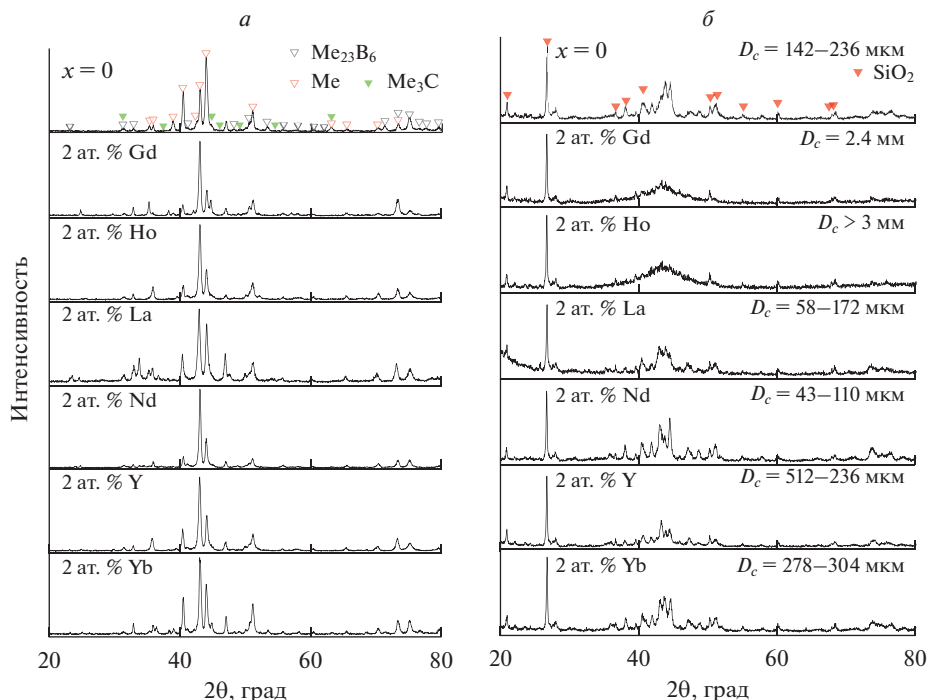 а
x = 0
Me23B6
Me
Me3C
2 ат. % Gd
2 ат. % Ho
2 ат. % La
2 ат. % Nd
2 ат. % Y
2 ат. % Yb
20 40 60 80
2θ, град
Интенсивность
б
x = 0
Dc = 142–236 мкм
SiO2
2 ат. % Gd
Dc = 2.4 мм
2 ат. % Ho
Dc > 3 мм
2 ат. % La
Dc = 58–172 мкм
2 ат. % Nd
Dc = 43–110 мкм
2 ат. % Y
Dc = 512–236 мкм
2 ат. % Yb
Dc = 278–304 мкм
20 40 60 80
2θ, град